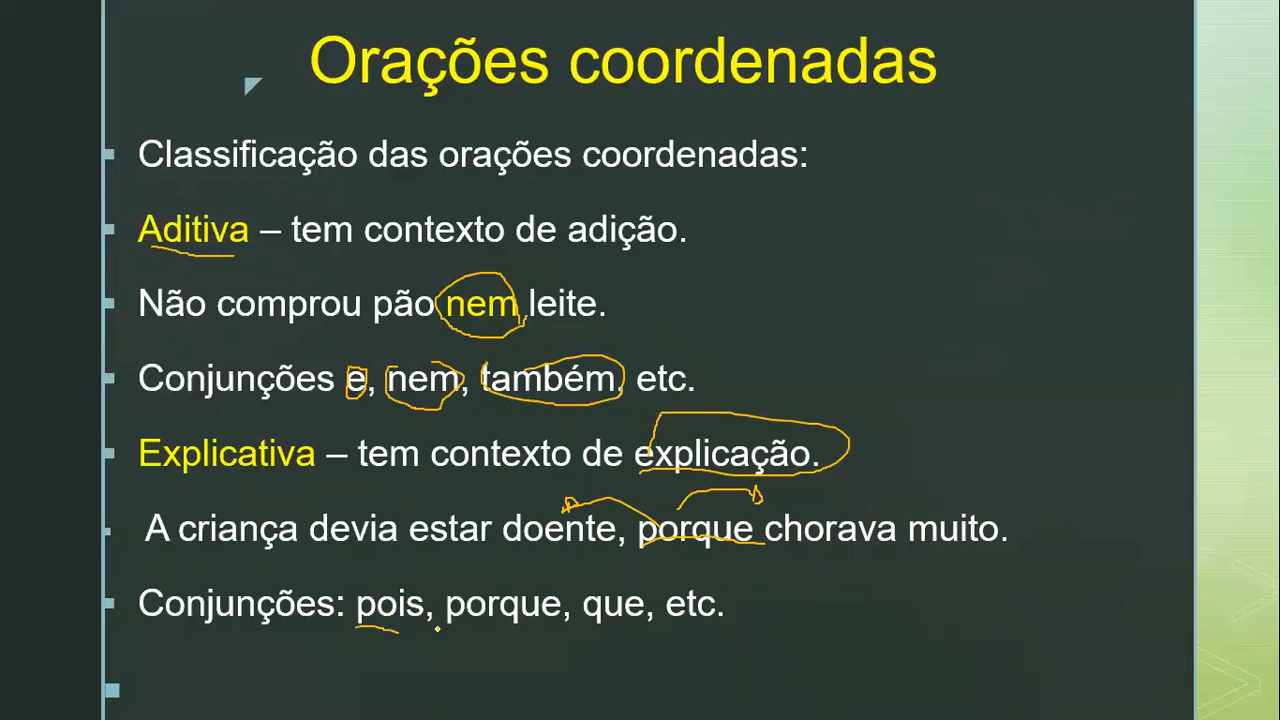 Orações coordenadas
Classificação das orações coordenadas:
Aditiva – tem contexto de adição.
Não comprou pão nem leite.
Conjunções e, nem, também, etc.
Explicativa – tem contexto de explicação.
A criança devia estar doente, porque chorava muito.
Conjunções: pois, porque, que, etc.